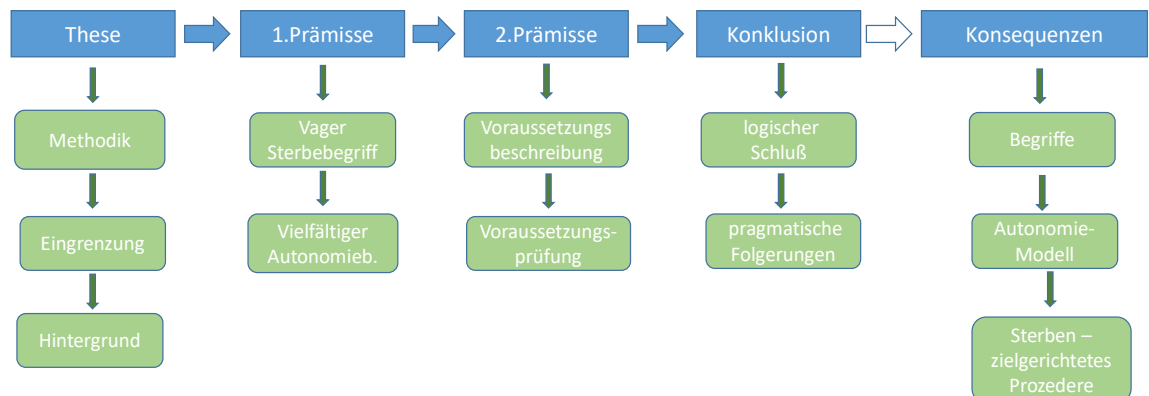 These
1.Prämisse
2.Prämisse
Konklusion
Konsequenzen
Methodik
Eingrenzung
Hintergrund
Vager
Sterbebegriff
Vielfältiger
Autonomieb.
Voraussetzungs
beschreibung
Voraussetzungs-
prüfung
logischer
Schluß
pragmatische
Folgerungen
Begriffe
Autonomie-
Modell
Sterben –
zielgerichtetes
Prozedere